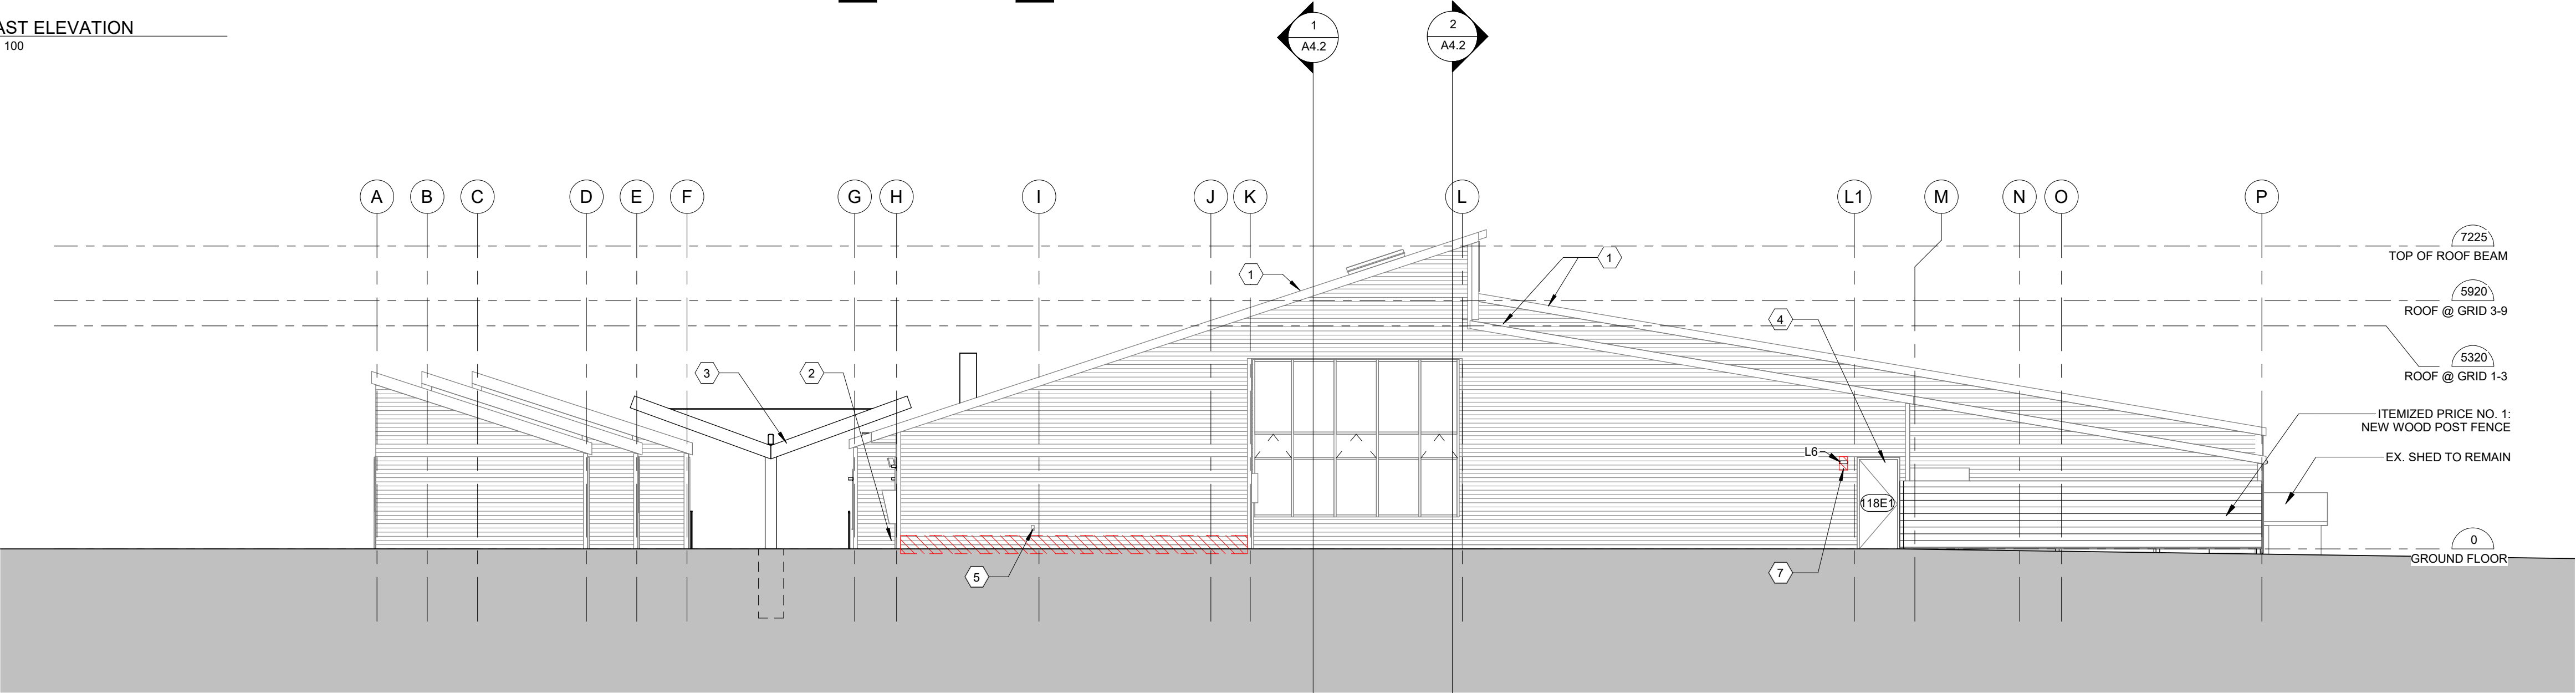 AST ELEVATION
100
1
A4.2
2
A4.2
A
B
C
D
E
F
G
H
I
J
K
L
L1
M
N
O
P
7225
TOP OF ROOF BEAM
5920
ROOF @ GRID 3-9
5320
ROOF @ GRID 1-3
1
1
4
3
2
ITEMIZED PRICE NO. 1:
NEW WOOD POST FENCE
L6
EX. SHED TO REMAIN
118E1
0
GROUND FLOOR
5
7